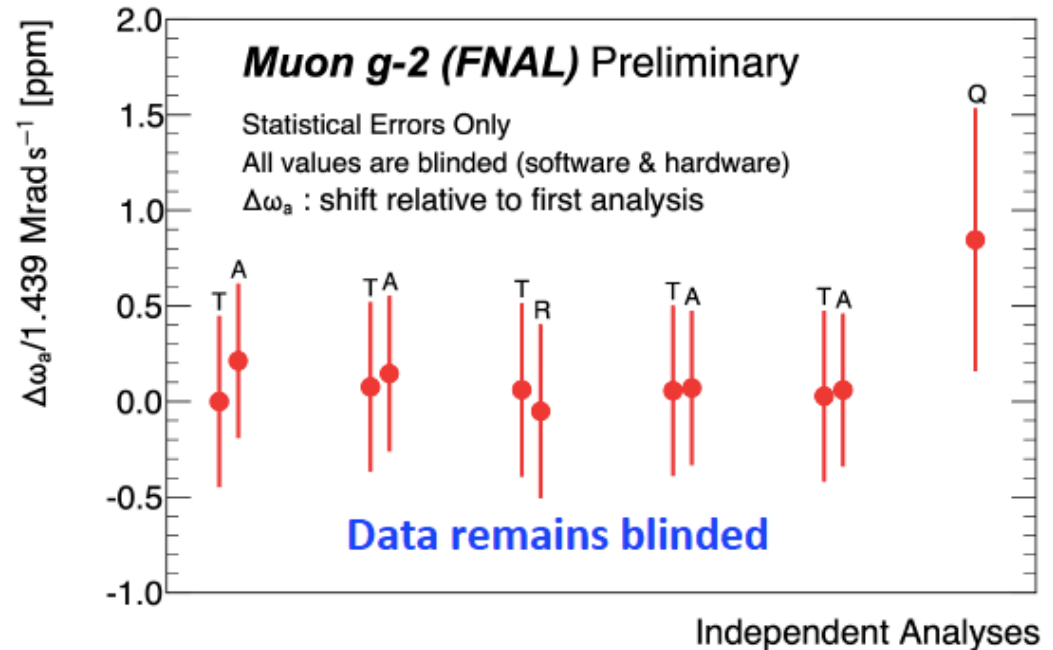 Δωₐ/1.439 Mrad s⁻¹ [ppm]
2.0
1.5
1.0
0.5
0.0
-0.5
-1.0
Muon g-2 (FNAL) Preliminary
Statistical Errors Only
All values are blinded (software & hardware)
Δωₐ : shift relative to first analysis
T A
T A
T R
T A
T A
Q
Data remains blinded
Independent Analyses